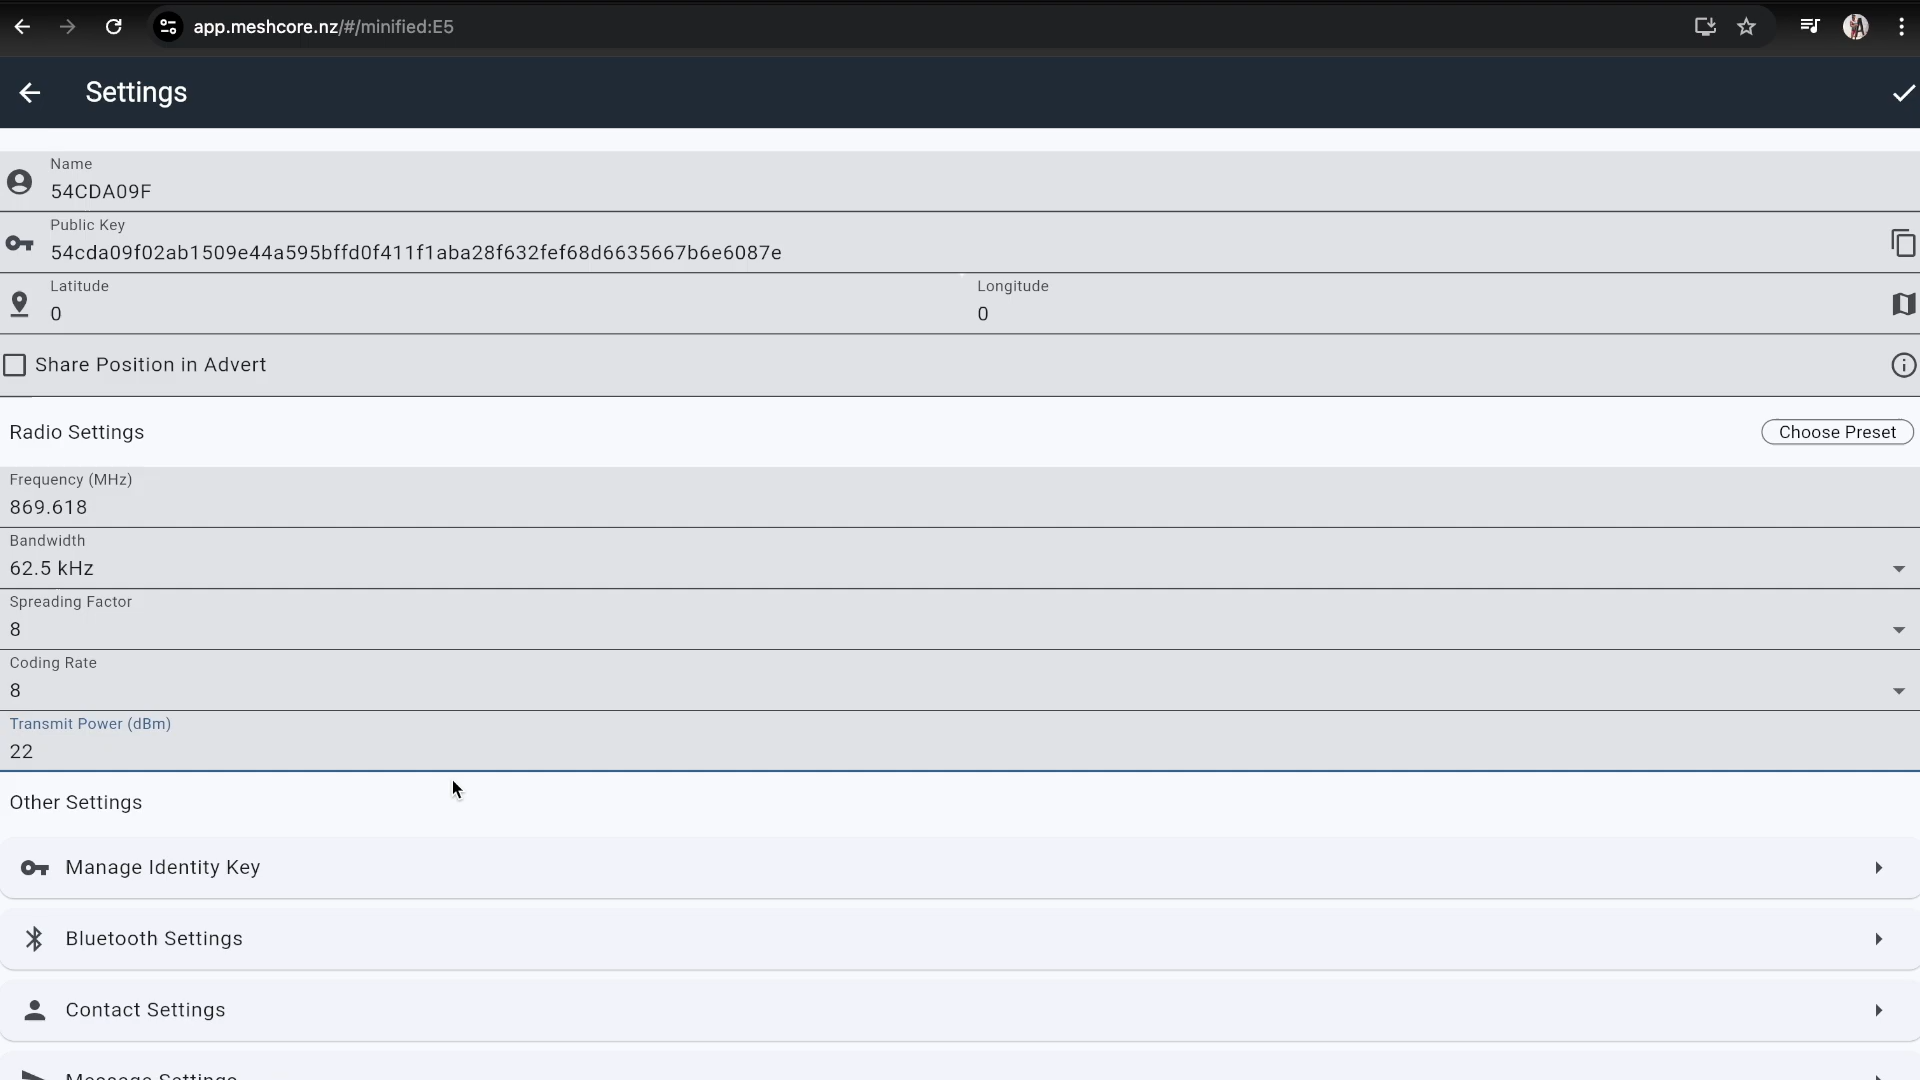 app.meshcore.nz/#/minified:E5
Settings
Name
54CDA09F
Public Key
54cda09f02ab1509e44a595bffd0f411f1aba28f632fef68d6635667b6e6087e
Latitude
0
Longitude
0
Share Position in Advert
Radio Settings
Choose Preset
Frequency (MHz)
869.618
Bandwidth
62.5 kHz
Spreading Factor
8
Coding Rate
8
Transmit Power (dBm)
22
Other Settings
Manage Identity Key
Bluetooth Settings
Contact Settings
Message Settings